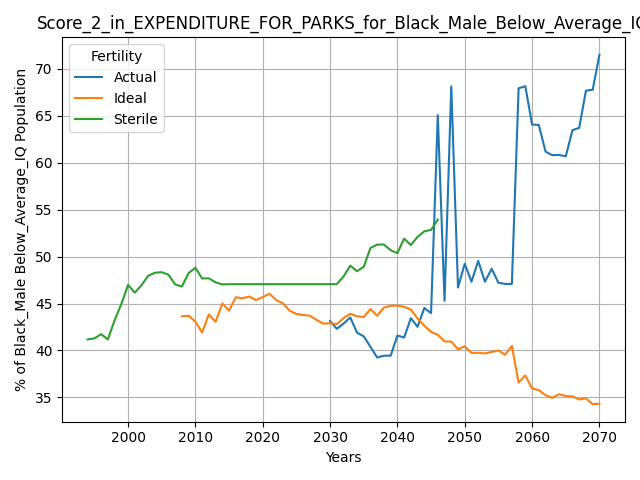 Score_2_in_EXPENDITURE_FOR_PARKS_for_Black_Male_Below_Average_IQ
% of Black_Male Below_Average_IQ Population
70
65
60
55
50
45
40
35
Fertility
Actual
Ideal
Sterile
2000
2010
2020
2030
2040
2050
2060
2070
Years